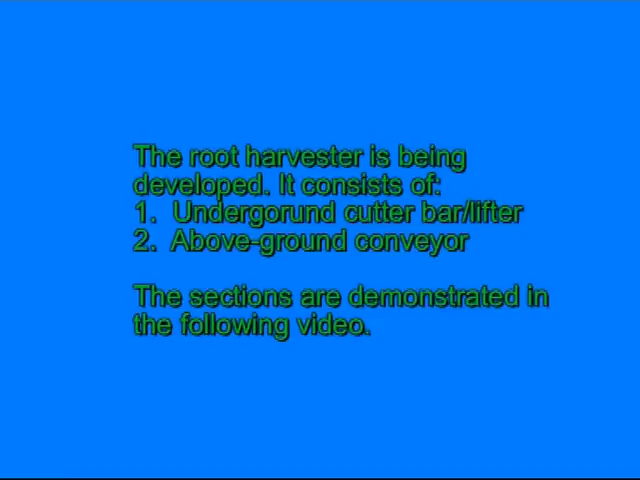 The root harvester is being
developed. It consists of:
1. Undergorund cutter bar/lifter
2. Above-ground conveyor
The sections are demonstrated in
the following video.